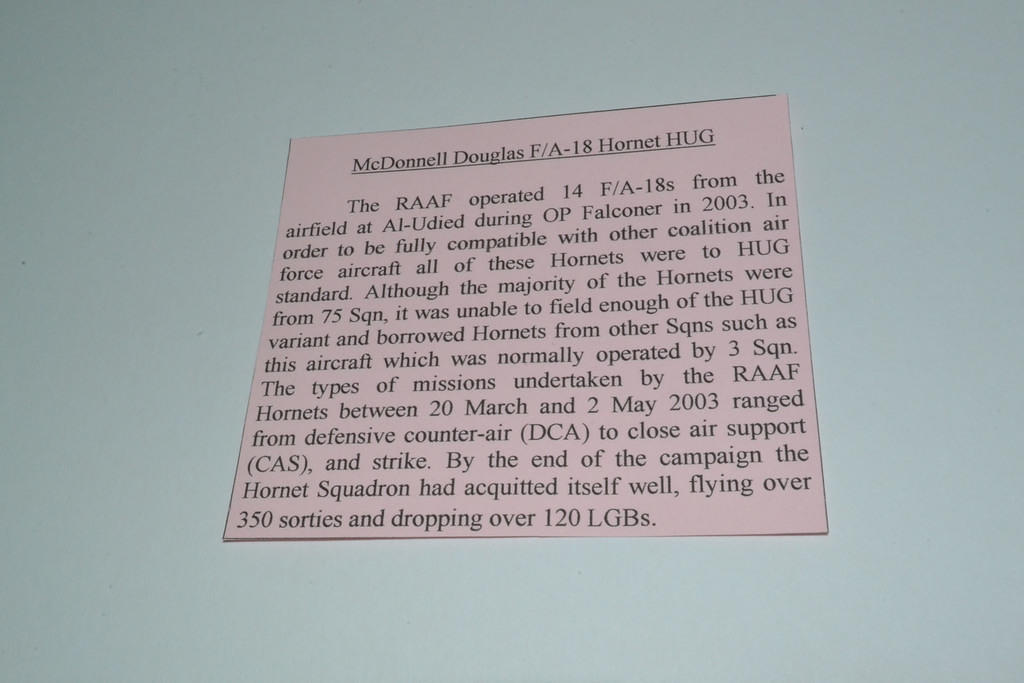 McDonnell Douglas F/A-18 Hornet HUG
The RAAF operated 14 F/A-18s from the
airfield at Al-Udied during OP Falconer in 2003. In
order to be fully compatible with other coalition air
force aircraft all of these Hornets were to HUG
standard. Although the majority of the Hornets were
from 75 Sqn, it was unable to field enough of the HUG
variant and borrowed Hornets from other Sqns such as
this aircraft which was normally operated by 3 Sqn.
The types of missions undertaken by the RAAF
Hornets between 20 March and 2 May 2003 ranged
from defensive counter-air (DCA) to close air support
(CAS), and strike. By the end of the campaign the
Hornet Squadron had acquitted itself well, flying over
350 sorties and dropping over 120 LGBs.